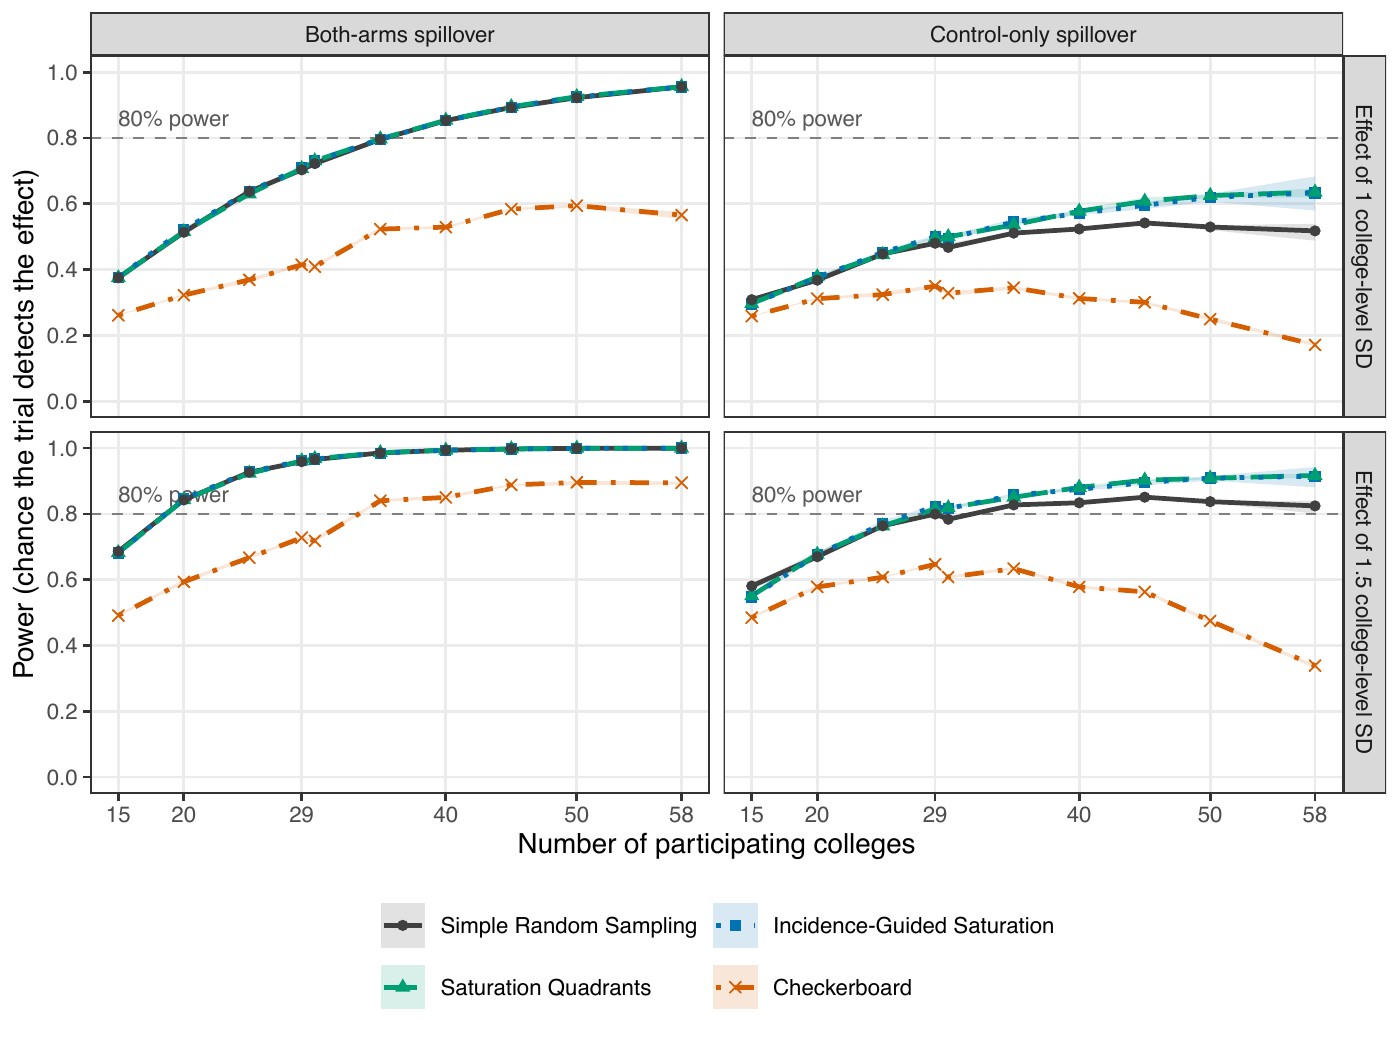 Both-arms spillover
Control-only spillover
Power (chance the trial detects the effect)
1.0
0.8
0.6
0.4
0.2
0.0
80% power
80% power
Effect of 1 college-level SD
1.0
0.8
0.6
0.4
0.2
0.0
80% power
80% power
Effect of 1.5 college-level SD
15 20 29 40 50 58
15 20 29 40 50 58
Number of participating colleges
Simple Random Sampling
Incidence-Guided Saturation
Saturation Quadrants
Checkerboard